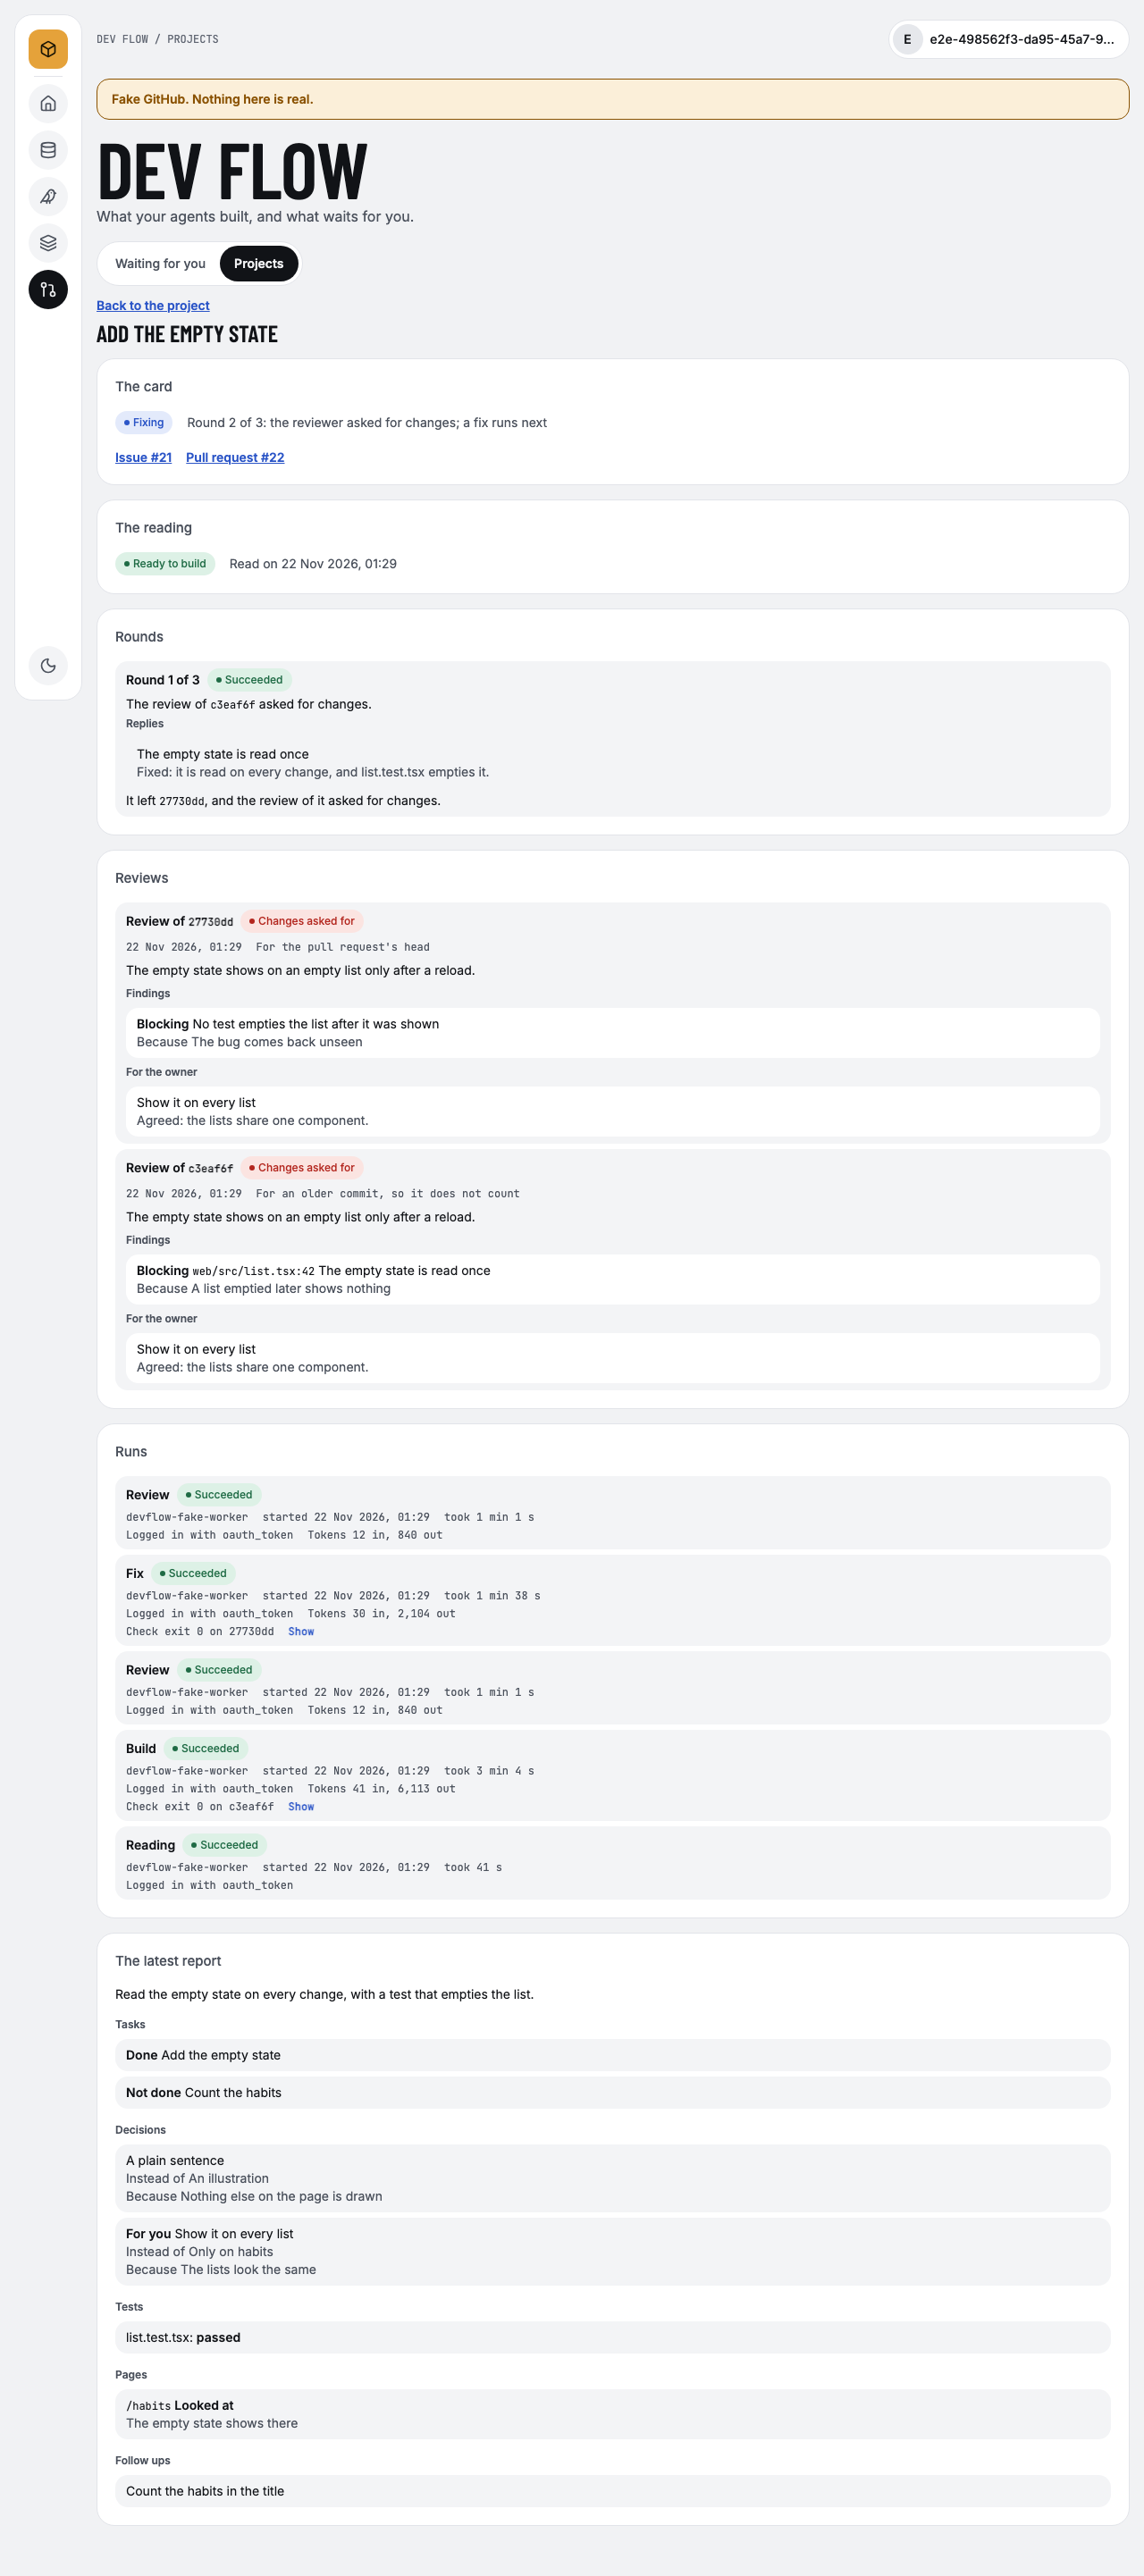 DEV FLOW / PROJECTS
E e2e-498562f3-da95-45a7-9...
Fake GitHub. Nothing here is real.
DEV FLOW
What your agents built, and what waits for you.
Waiting for you Projects
Back to the project
ADD THE EMPTY STATE
The card
Fixing Round 2 of 3: the reviewer asked for changes; a fix runs next
Issue #21 Pull request #22
The reading
Ready to build Read on 22 Nov 2026, 01:29
Rounds
Round 1 of 3 Succeeded
The review of c3eaf6f asked for changes.
Replies
The empty state is read once
Fixed: it is read on every change, and list.test.tsx empties it.
It left 27730dd, and the review of it asked for changes.
Reviews
Review of 27730dd Changes asked for
22 Nov 2026, 01:29 For the pull request's head
The empty state shows on an empty list only after a reload.
Findings
Blocking No test empties the list after it was shown
Because The bug comes back unseen
For the owner
Show it on every list
Agreed: the lists share one component.
Review of c3eaf6f Changes asked for
22 Nov 2026, 01:29 For an older commit, so it does not count
The empty state shows on an empty list only after a reload.
Findings
Blocking web/src/list.tsx:42 The empty state is read once
Because A list emptied later shows nothing
For the owner
Show it on every list
Agreed: the lists share one component.
Runs
Review Succeeded
devflow-fake-worker started 22 Nov 2026, 01:29 took 1 min 1 s
Logged in with oauth_token Tokens 12 in, 840 out
Fix Succeeded
devflow-fake-worker started 22 Nov 2026, 01:29 took 1 min 38 s
Logged in with oauth_token Tokens 30 in, 2,104 out
Check exit 0 on 27730dd Show
Review Succeeded
devflow-fake-worker started 22 Nov 2026, 01:29 took 1 min 1 s
Logged in with oauth_token Tokens 12 in, 840 out
Build Succeeded
devflow-fake-worker started 22 Nov 2026, 01:29 took 3 min 4 s
Logged in with oauth_token Tokens 41 in, 6,113 out
Check exit 0 on c3eaf6f Show
Reading Succeeded
devflow-fake-worker started 22 Nov 2026, 01:29 took 41 s
Logged in with oauth_token
The latest report
Read the empty state on every change, with a test that empties the list.
Tasks
Done Add the empty state
Not done Count the habits
Decisions
A plain sentence
Instead of An illustration
Because Nothing else on the page is drawn
For you Show it on every list
Instead of Only on habits
Because The lists look the same
Tests
list.test.tsx: passed
Pages
/habits Looked at
The empty state shows there
Follow ups
Count the habits in the title